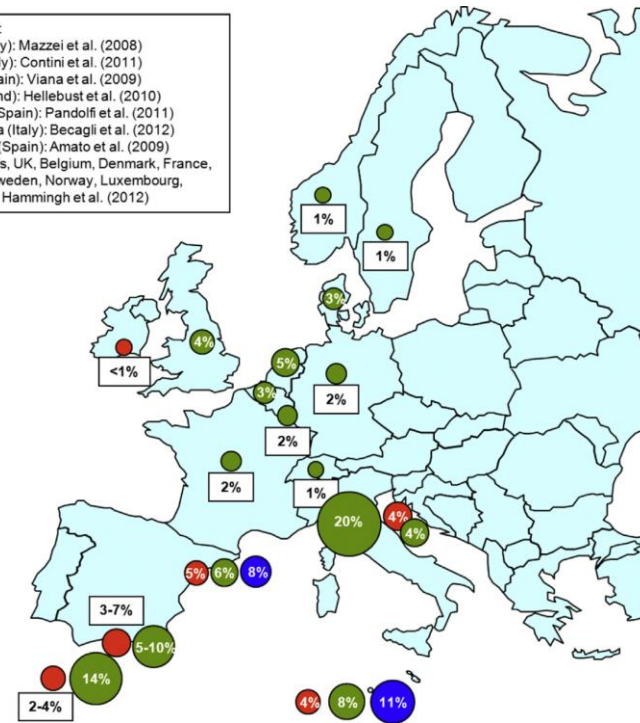 :
y): Mazzei et al. (2008)
ly): Contini et al. (2011)
ain): Viana et al. (2009)
nd): Hellebust et al. (2010)
(Spain): Pandolfi et al. (2011)
a (Italy): Becagli et al. (2012)
(Spain): Amato et al. (2009)
s, UK, Belgium, Denmark, France,
weden, Norway, Luxembourg,
Hammingh et al. (2012)
1%
1%
3%
4%
<1%
5%
3%
2%
2%
2%
1%
20%
4%
4%
5% 6% 8%
3-7%
5-10%
14%
2-4%
4% 8% 11%